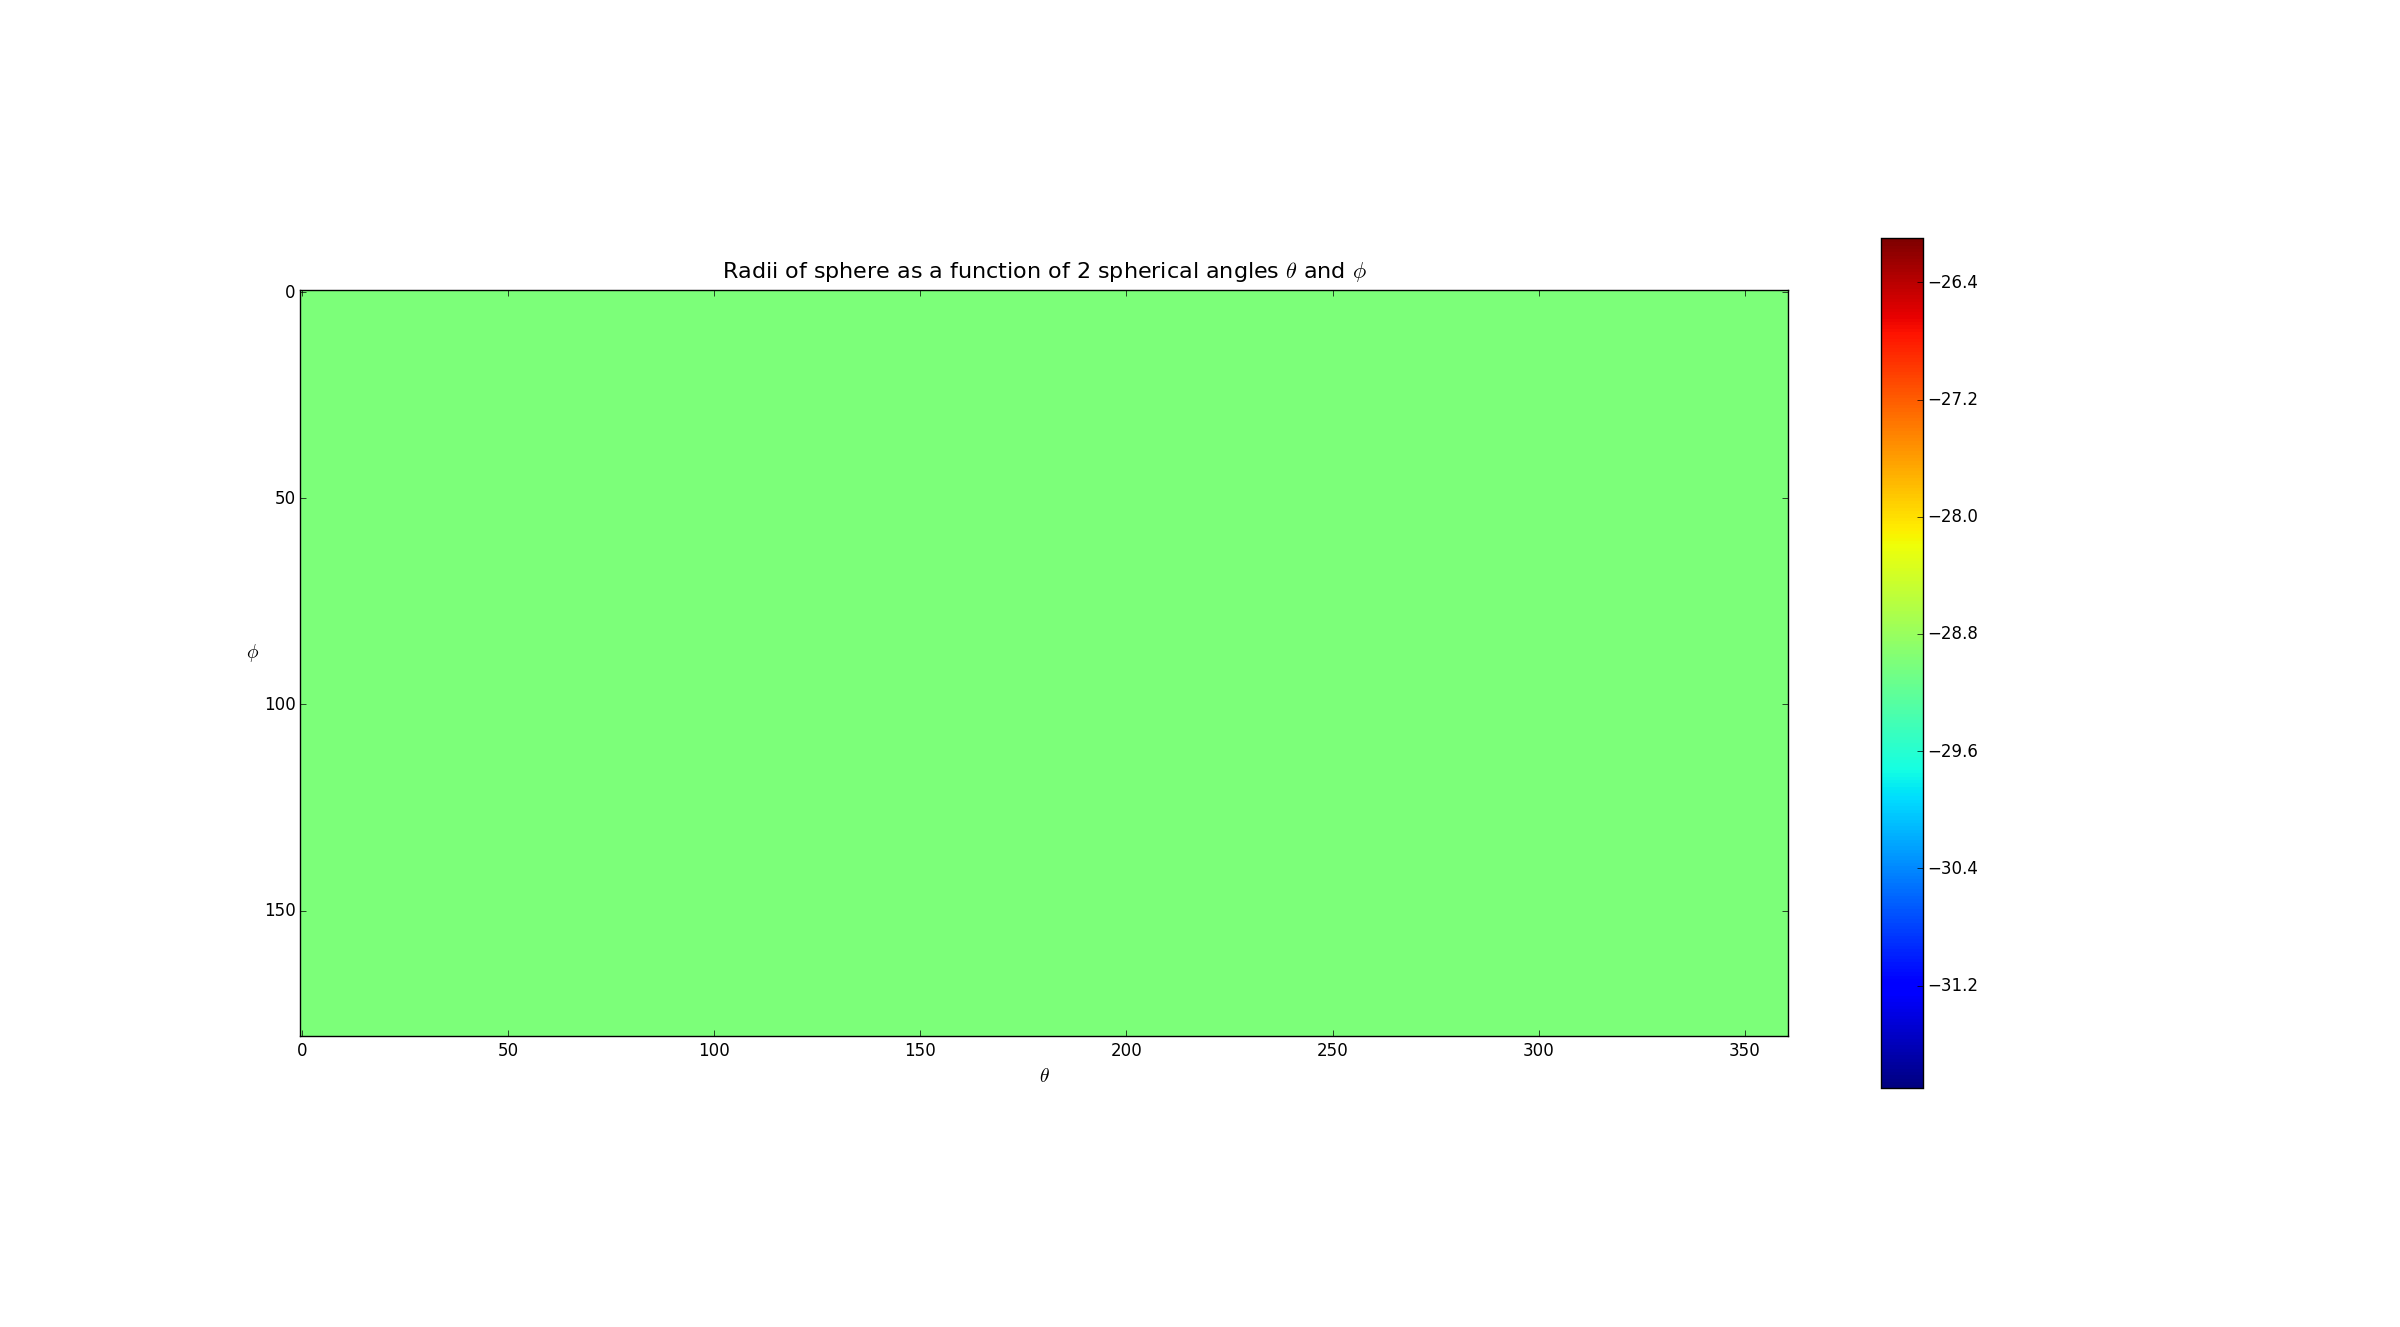 Radii of sphere as a function of 2 spherical angles θ and ϕ
0
50
100
150
ϕ
0 50 100 150 200 250 300 350
θ
−26.4
−27.2
−28.0
−28.8
−29.6
−30.4
−31.2